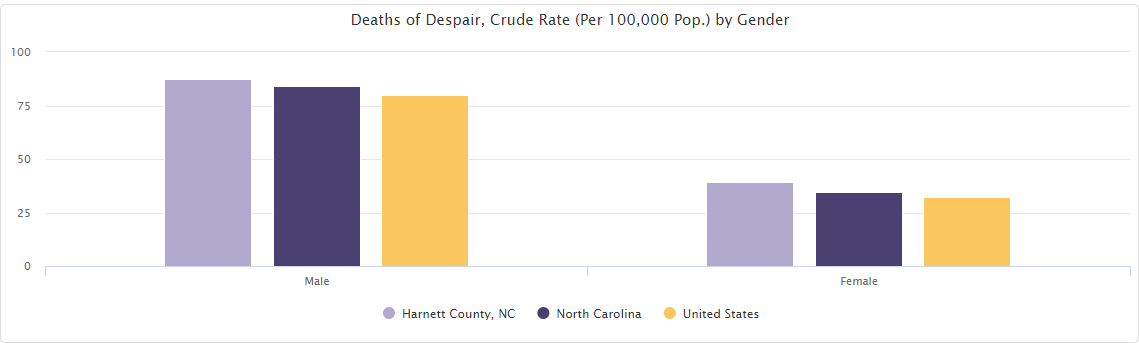 Deaths of Despair, Crude Rate (Per 100,000 Pop.) by Gender
100
75
50
25
0
Male Female
Harnett County, NC North Carolina United States